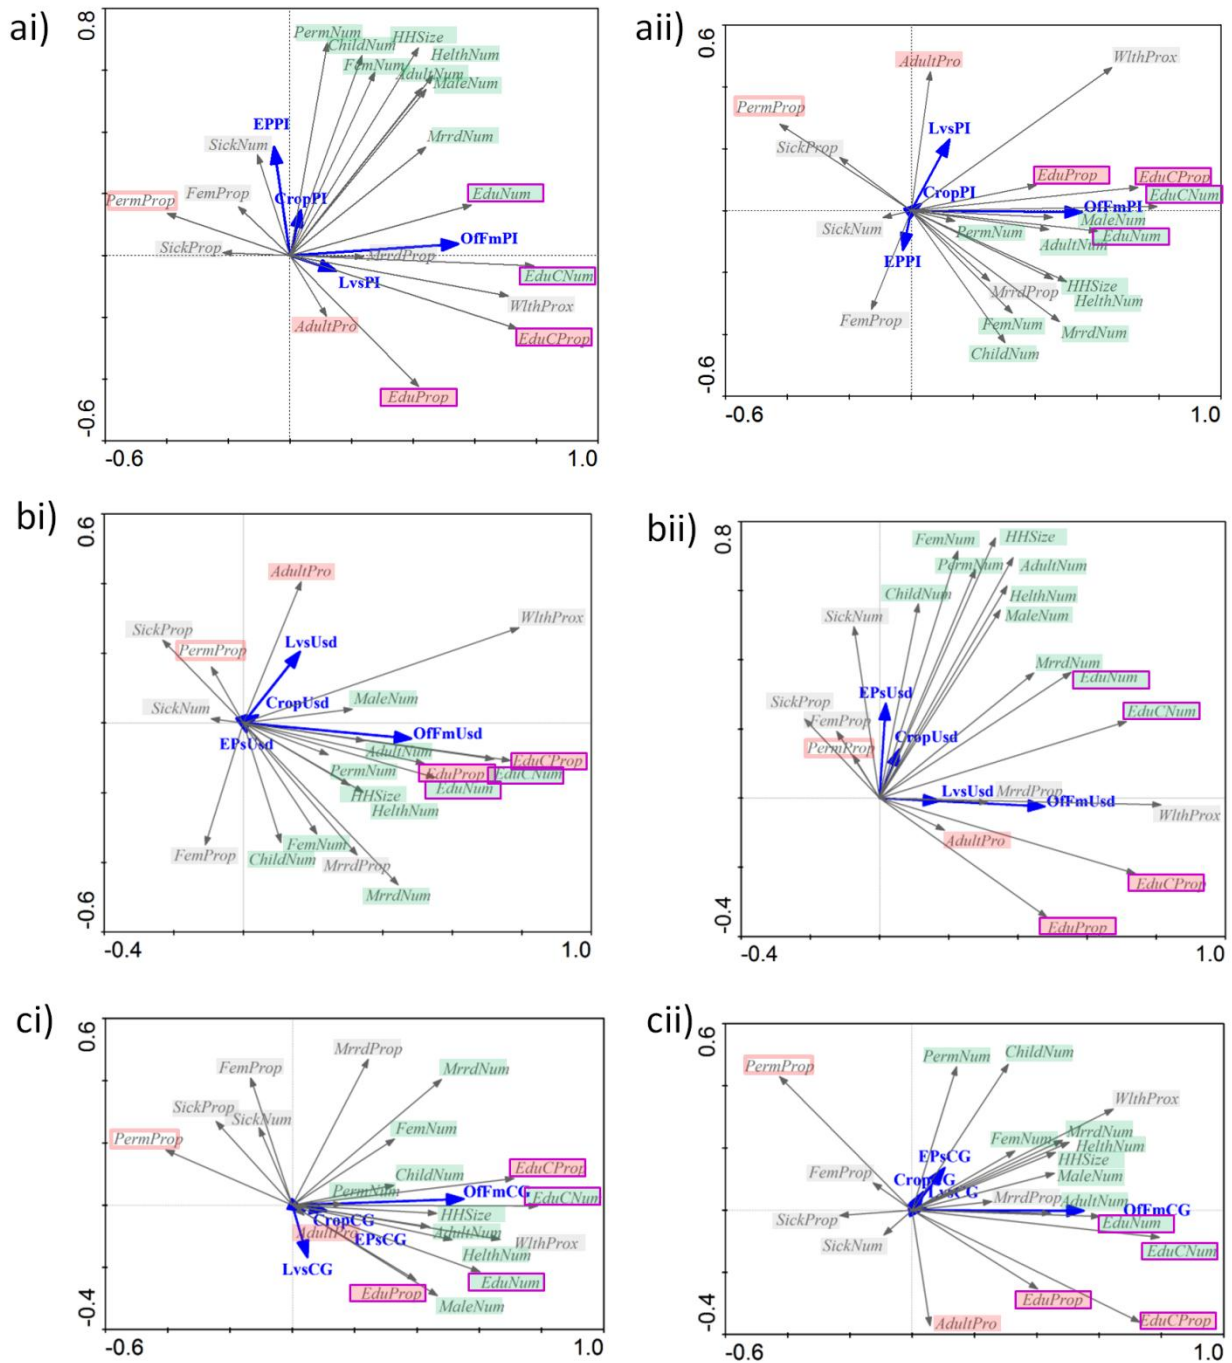 ai)
0.8
PermNum
ChildNum
HHSize
HelthNum
FemNum
AdultNum
MaleNum
EPPI
SickNum
MrrdNum
FemProp
PermProp
CropPI
EduNum
OfFmPI
SickProp
MrrdProp
LvsPI
EduCNum
WlthProx
AdultPro
EduCProp
EduProp
-0.6
-0.6
1.0
aii)
0.6
AdultPro
WlthProx
PermProp
LvsPI
SickProp
EduProp
EduCProp
CropPI
EduCNum
OfFmPI
SickNum
PermNum
MaleNum
AdultNum
EduNum
EPPI
MrrdProp
HHSize
HelthNum
FemProp
FemNum
MrrdNum
ChildNum
-0.6
-0.6
1.0
bi)
0.6
AdultPro
WlthProx
SickProp
PermProp
LvsUsd
MaleNum
CropUsd
SickNum
EPsUsd
OfFmUsd
AdultNum
EduCProp
PermNum
EduProp
EduCNum
HHSize
EduNum
HelthNum
FemProp
FemNum
ChildNum
MrrdProp
MrrdNum
-0.6
-0.4
1.0
bii)
0.8
FemNum
HHSize
PermNum
AdultNum
ChildNum
HelthNum
SickNum
MaleNum
MrrdNum
EduNum
EPsUsd
SickProp
FemProp
EduCNum
CropUsd
PermProp
LvsUsd
MrrdProp
OfFmUsd
WlthProx
AdultPro
EduCProp
EduProp
-0.4
-0.4
1.0
ci)
0.6
MrrdProp
FemProp
MrrdNum
SickProp
SickNum
FemNum
PermProp
EduCProp
ChildNum
PermNum
OfFmCG
EduCNum
CropCG
HHSize
AdultPro
AdultNum
EPsCG
WlthProx
LvsCG
HelthNum
EduNum
EduProp
MaleNum
-0.4
-0.6
1.0
cii)
0.6
PermNum
ChildNum
PermProp
WlthProx
FemNum
MrrdNum
HelthNum
EPsCG
HHSize
FemProp
CropCG
MaleNum
LvsCG
MrrdProp
AdultNum
OfFmCG
SickProp
EduNum
SickNum
EduCNum
EduProp
AdultPro
EduCProp
-0.4
-0.6
1.0